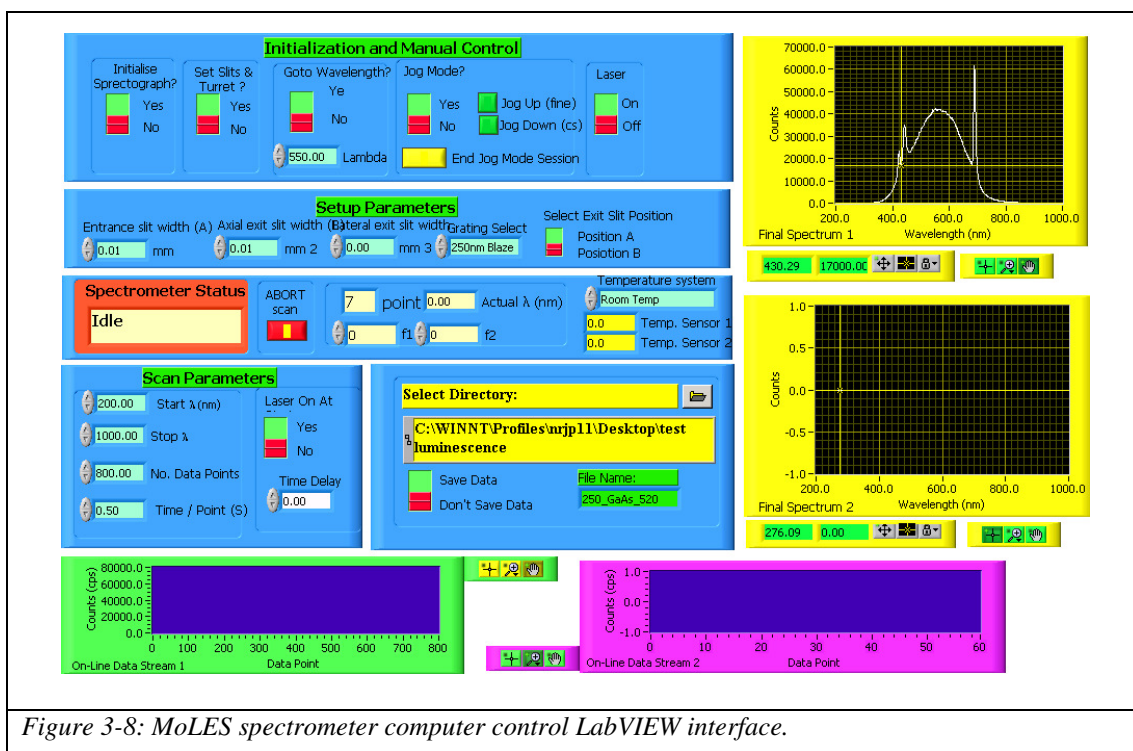 Initialization and Manual Control
Initialise
Sprectograph?
Yes
No
Set Slits &
Turret ?
Yes
No
Goto Wavelength?
Ye
No
550.00 Lambda
Jog Mode?
Yes
No
Jog Up (fine)
Jog Down (cs)
End Jog Mode Session
Laser
On
Off
Setup Parameters
Entrance slit width (A)
0.01 mm
Axial exit slit width (B)
0.01 mm 2
Lateral exit slit width
0.00 mm 3
Grating Select
250nm Blaze
Select Exit Slit Position
Position A
Posiotion B
Spectrometer Status
Idle
ABORT
scan
7 point 0.00 Actual λ (nm)
0 f1 0 f2
Temperature system
Room Temp
0.0 Temp. Sensor 1
0.0 Temp. Sensor 2
Scan Parameters
200.00 Start λ (nm)
1000.00 Stop λ
800.00 No. Data Points
0.50 Time / Point (S)
Laser On At
Yes
No
Time Delay
0.00
Select Directory:
C:\WINNT\Profiles\nrjp11\Desktop\test
luminescence
Save Data
Don't Save Data
File Name:
250_GaAs_520
70000.0
60000.0
50000.0
40000.0
30000.0
20000.0
10000.0
0.0
Counts
200.0 400.0 600.0 800.0 1000.0
Final Spectrum 1 Wavelength (nm)
430.29 17000.00
1.0
0.5
0.0
-0.5
-1.0
Counts
200.0 400.0 600.0 800.0 1000.0
Final Spectrum 2 Wavelength (nm)
276.09 0.00
80000.0
60000.0
40000.0
20000.0
0.0
Counts (cps)
0 100 200 300 400 500 600 700 800
On-Line Data Stream 1 Data Point
1.0
0.0
-1.0
Counts (cps)
0 10 20 30 40 50 60
On-Line Data Stream 2 Data Point
Figure 3-8: MoLES spectrometer computer control LabVIEW interface.